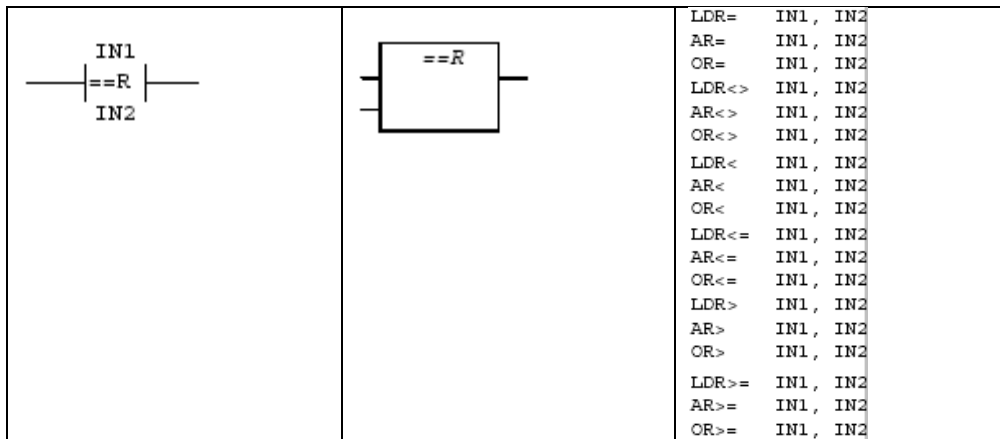 IN1
==R
IN2
==R
LDR= IN1, IN2
AR= IN1, IN2
OR= IN1, IN2
LDR<> IN1, IN2
AR<> IN1, IN2
OR<> IN1, IN2
LDR< IN1, IN2
AR< IN1, IN2
OR< IN1, IN2
LDR<= IN1, IN2
AR<= IN1, IN2
OR<= IN1, IN2
LDR> IN1, IN2
AR> IN1, IN2
OR> IN1, IN2
LDR>= IN1, IN2
AR>= IN1, IN2
OR>= IN1, IN2